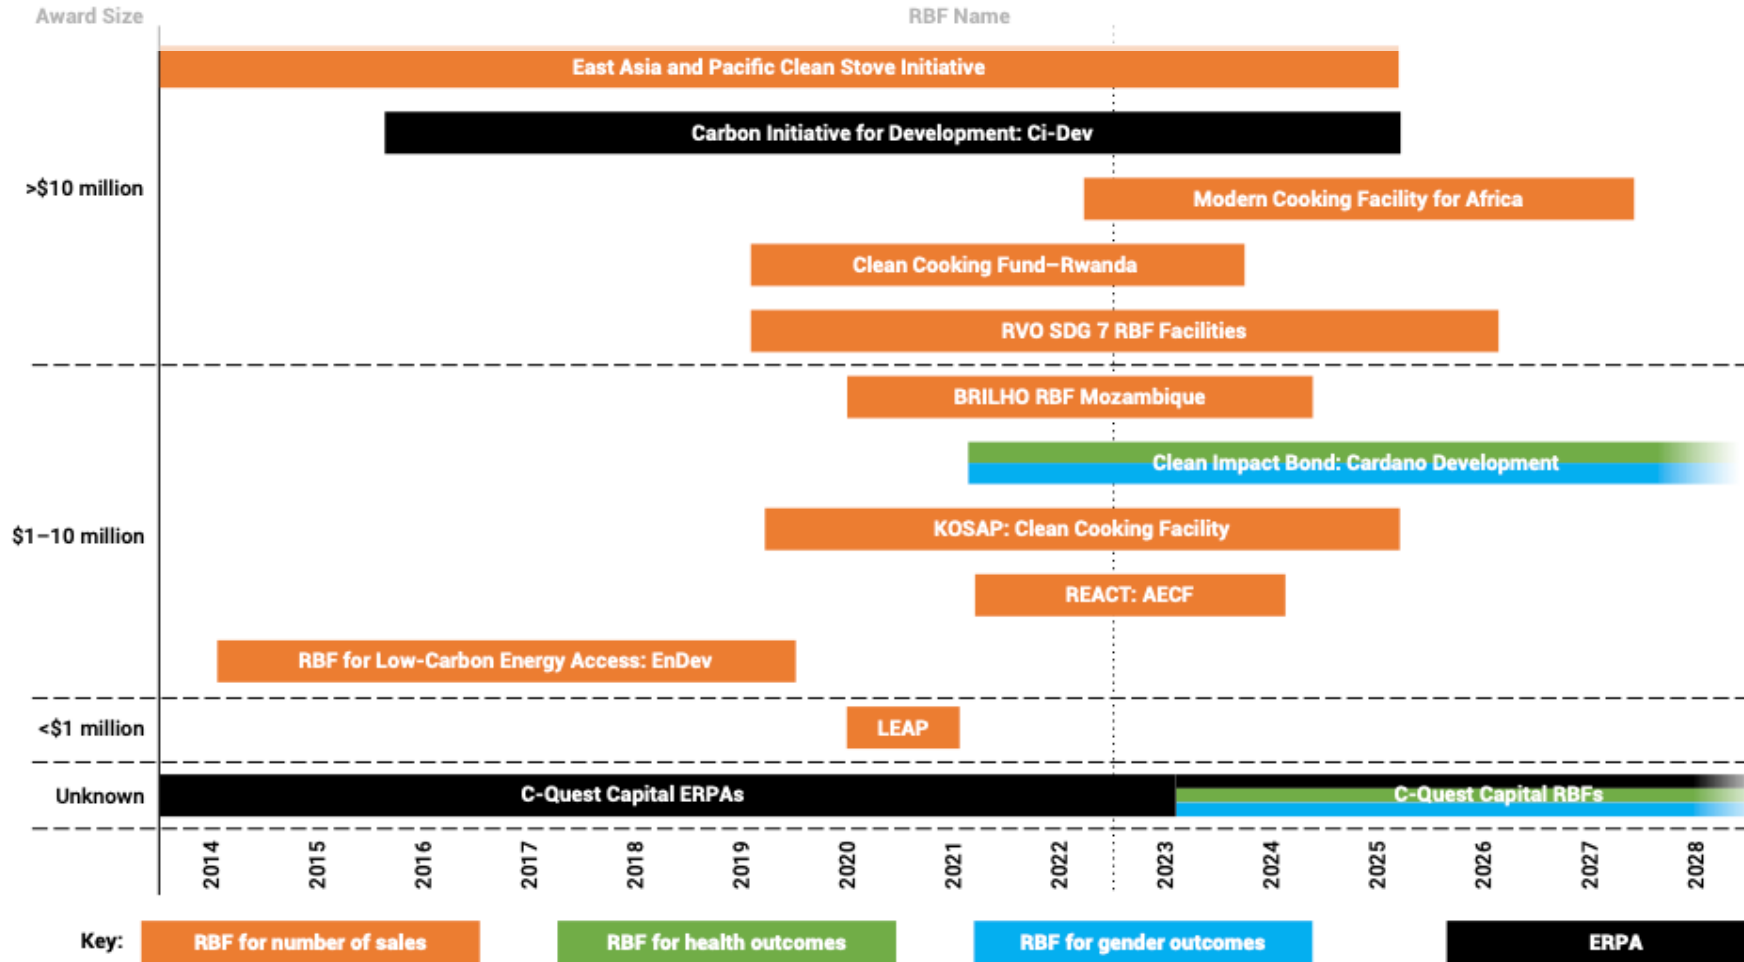 Award Size
RBF Name
East Asia and Pacific Clean Stove Initiative
Carbon Initiative for Development: Ci-Dev
>$10 million
Modern Cooking Facility for Africa
Clean Cooking Fund–Rwanda
RVO SDG 7 RBF Facilities
BRILHO RBF Mozambique
Clean Impact Bond: Cardano Development
$1–10 million
KOSAP: Clean Cooking Facility
REACT: AECF
RBF for Low-Carbon Energy Access: EnDev
<$1 million
LEAP
Unknown
C-Quest Capital ERPAs
C-Quest Capital RBFs
2014
2015
2016
2017
2018
2019
2020
2021
2022
2023
2024
2025
2026
2027
2028
Key:
RBF for number of sales
RBF for health outcomes
RBF for gender outcomes
ERPA